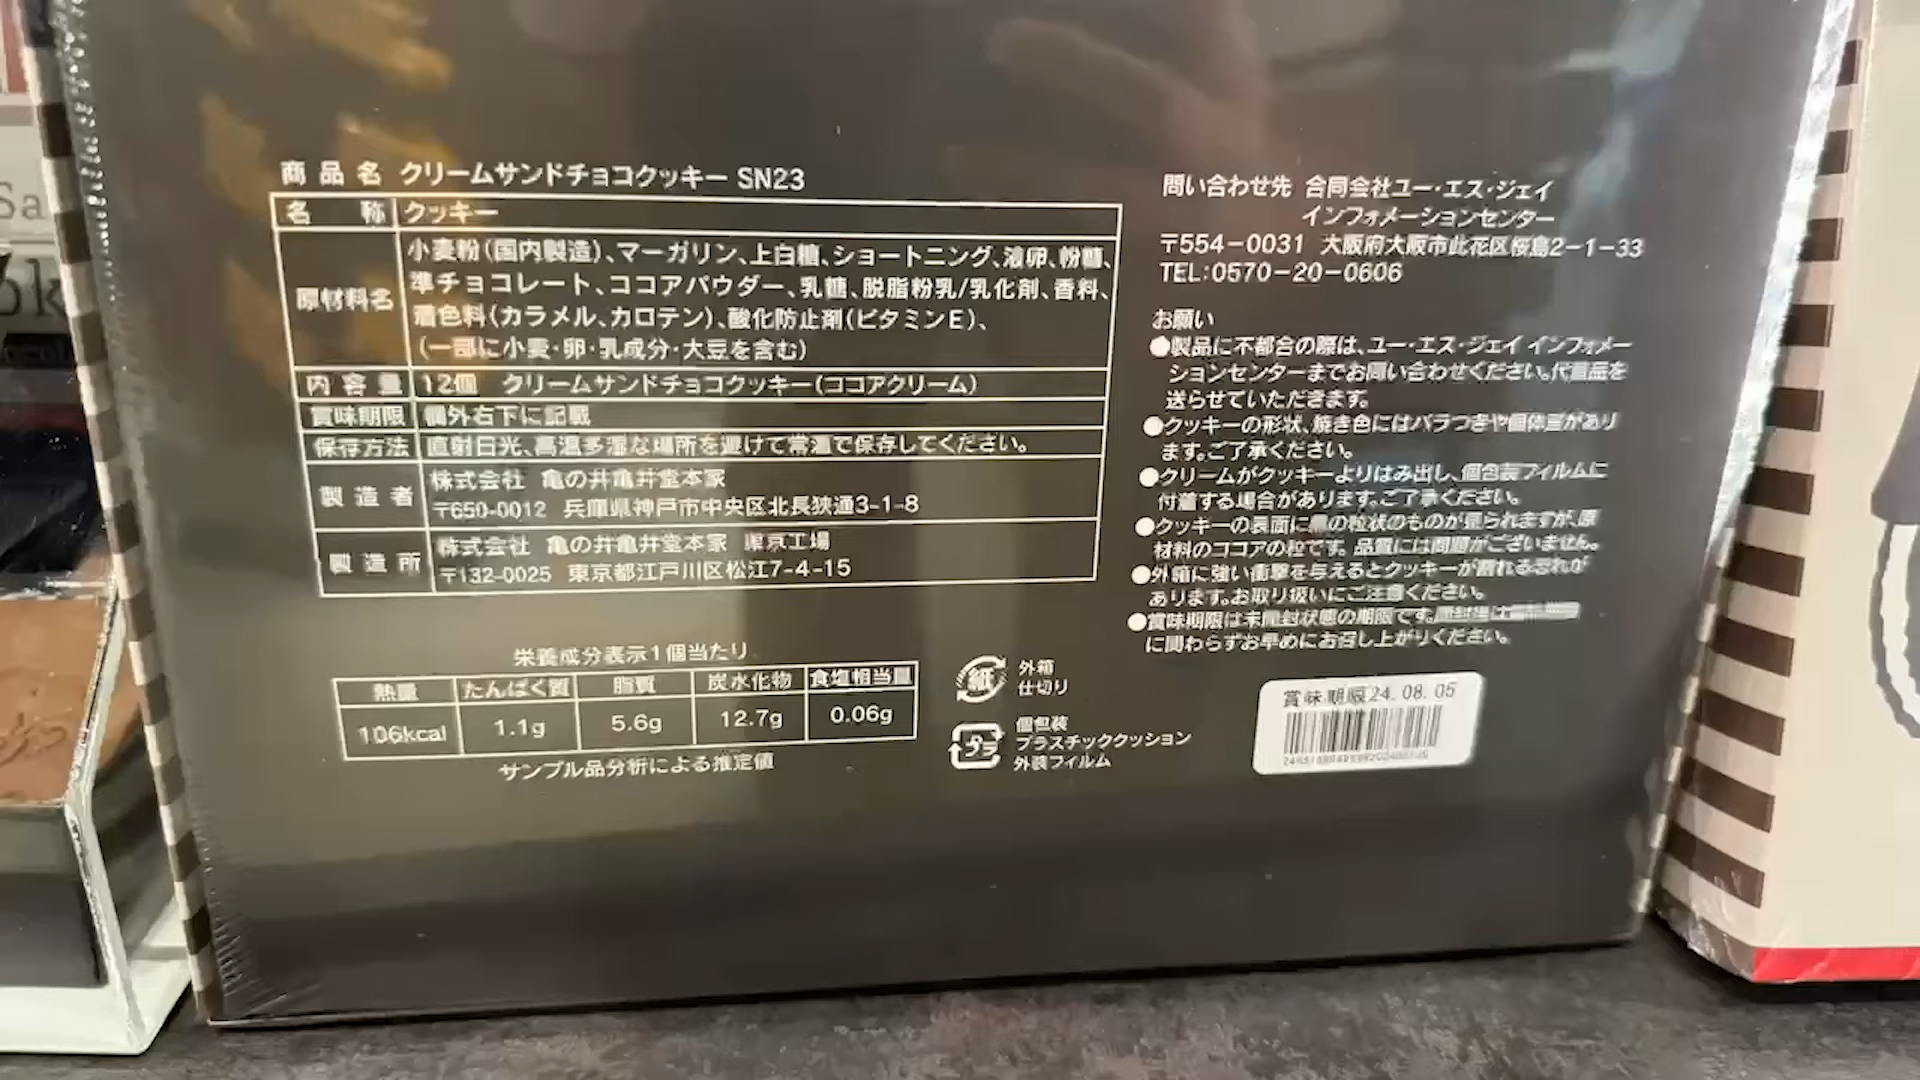 商品名 クリームサンドチョコクッキー SN23
名称 クッキー
原材料名 小麦粉(国内製造)、マーガリン、上白糖、ショートニング、液卵、粉糖、
準チョコレート、ココアパウダー、乳糖、脱脂粉乳/乳化剤、香料、
着色料(カラメル、カロテン)、酸化防止剤(ビタミンE)、
(一部に小麦・卵・乳成分・大豆を含む)
内容量 12個 クリームサンドチョコクッキー(ココアクリーム)
賞味期限 欄外右下に記載
保存方法 直射日光、高温多湿な場所を避けて常温で保存してください。
製造者 株式会社 亀の井亀井堂本家
〒650-0012 兵庫県神戸市中央区北長狭通3-1-8
製造所 株式会社 亀の井亀井堂本家 東京工場
〒132-0025 東京都江戸川区松江7-4-15
栄養成分表示1個当たり
熱量 たんぱく質 脂質 炭水化物 食塩相当量
106kcal 1.1g 5.6g 12.7g 0.06g
サンプル品分析による推定値
紙 外箱
仕切り
プラ 個包装
プラスチッククッション
外装フィルム
問い合わせ先 合同会社ユー・エス・ジェイ
インフォメーションセンター
〒554-0031 大阪府大阪市此花区桜島2-1-33
TEL:0570-20-0606
お願い
●製品に不都合の際は、ユー・エス・ジェイ インフォメー
ションセンターまでお問い合わせください。代替品を
送らせていただきます。
●クッキーの形状、焼き色にはバラつきや個体差があり
ます。ご了承ください。
●クリームがクッキーよりはみ出し、個包装フィルムに
付着する場合があります。ご了承ください。
●クッキーの表面に黒の粒状のものが見られますが、原
材料のココアの粒です。品質には問題がございません。
●外箱に強い衝撃を与えるとクッキーが割れる恐れが
あります。お取り扱いにご注意ください。
●賞味期限は未開封状態の期限です。開封後は
に関わらずお早めにお召し上がりください。
賞味期限24.08.05
Sa
ok